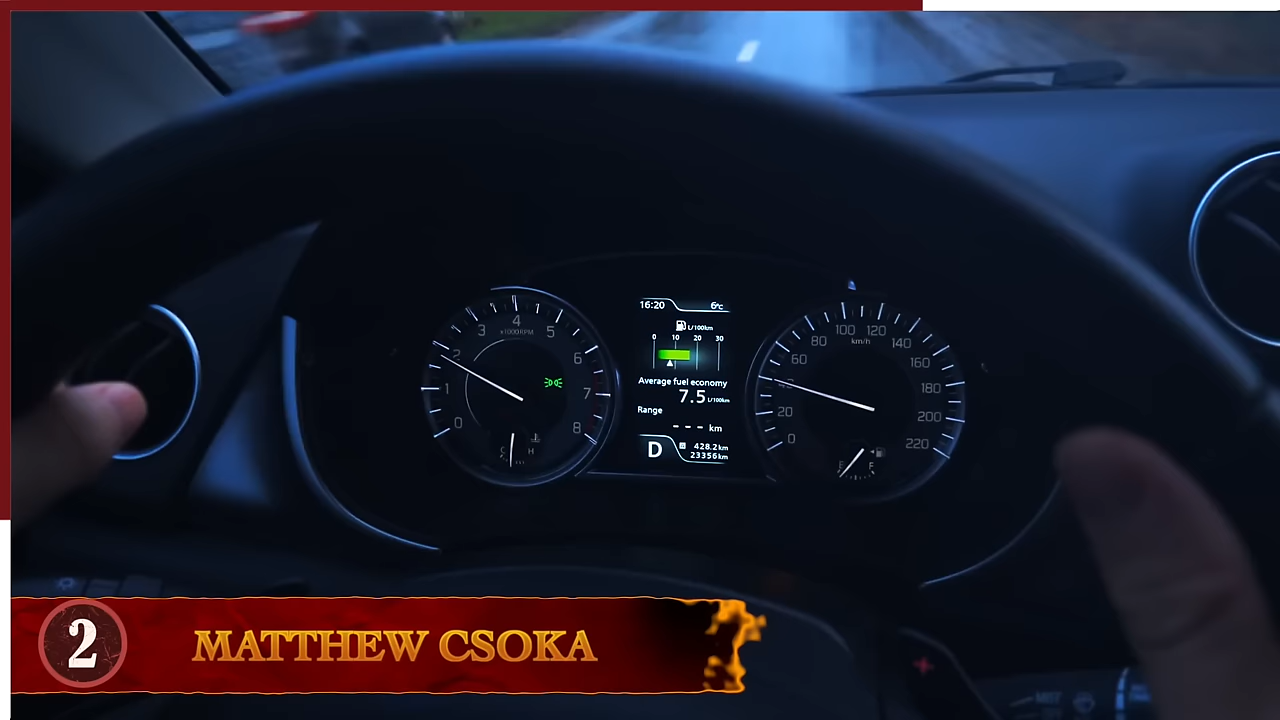 16:20 6°C
L/100km
0 10 20 30
Average fuel economy
7.5 L/100km
Range
--- km
D 428.2 km
23356 km
0 1 2 3 4 5 6 7 8
x1000RPM
C H
0 20 40 60 80 100 120 140 160 180 200 220
km/h
E F
2 MATTHEW CSOKA
MIST